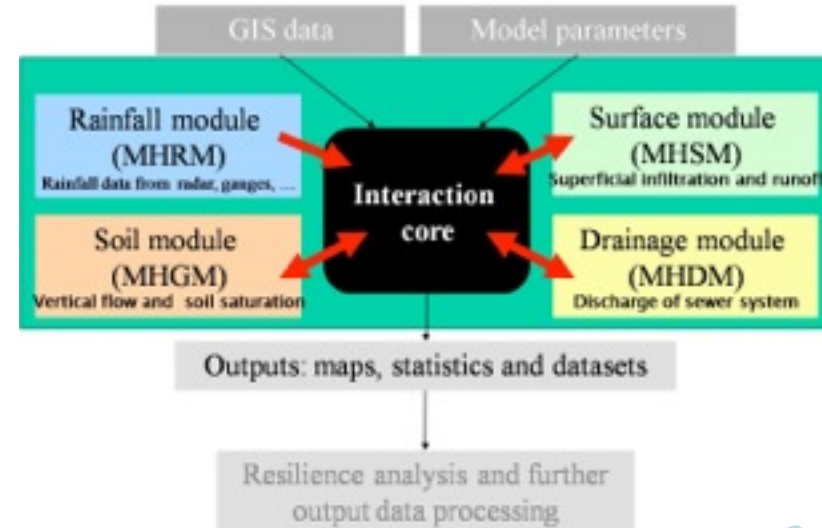 GIS data
Model parameters
Rainfall module
(MHRM)
Rainfall data from radar, gauges, ...
Surface module
(MHSM)
Superficial infiltration and runoff
Interaction
core
Soil module
(MHGM)
Vertical flow and soil saturation
Drainage module
(MHDM)
Discharge of sewer system
Outputs: maps, statistics and datasets
Resilience analysis and further
output data processing